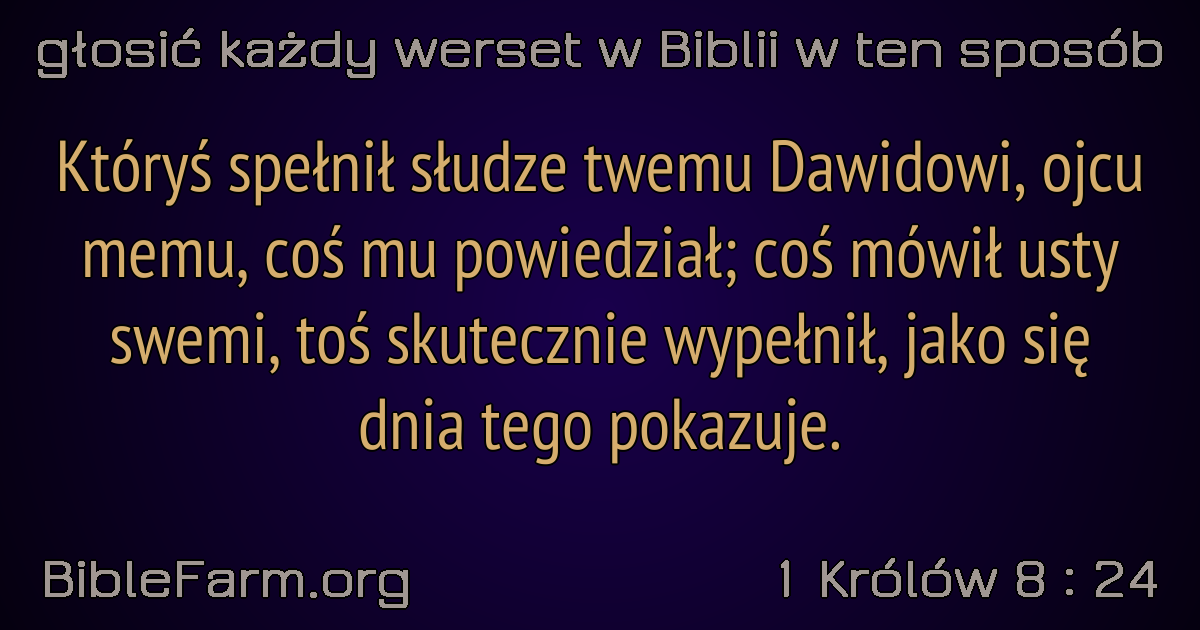 głosić każdy werset w Biblii w ten sposób
Któryś spełnił słudze twemu Dawidowi, ojcu
memu, coś mu powiedział; coś mówił usty
swemi, toś skutecznie wypełnił, jako się
dnia tego pokazuje.
BibleFarm.org
1 Królów 8 : 24